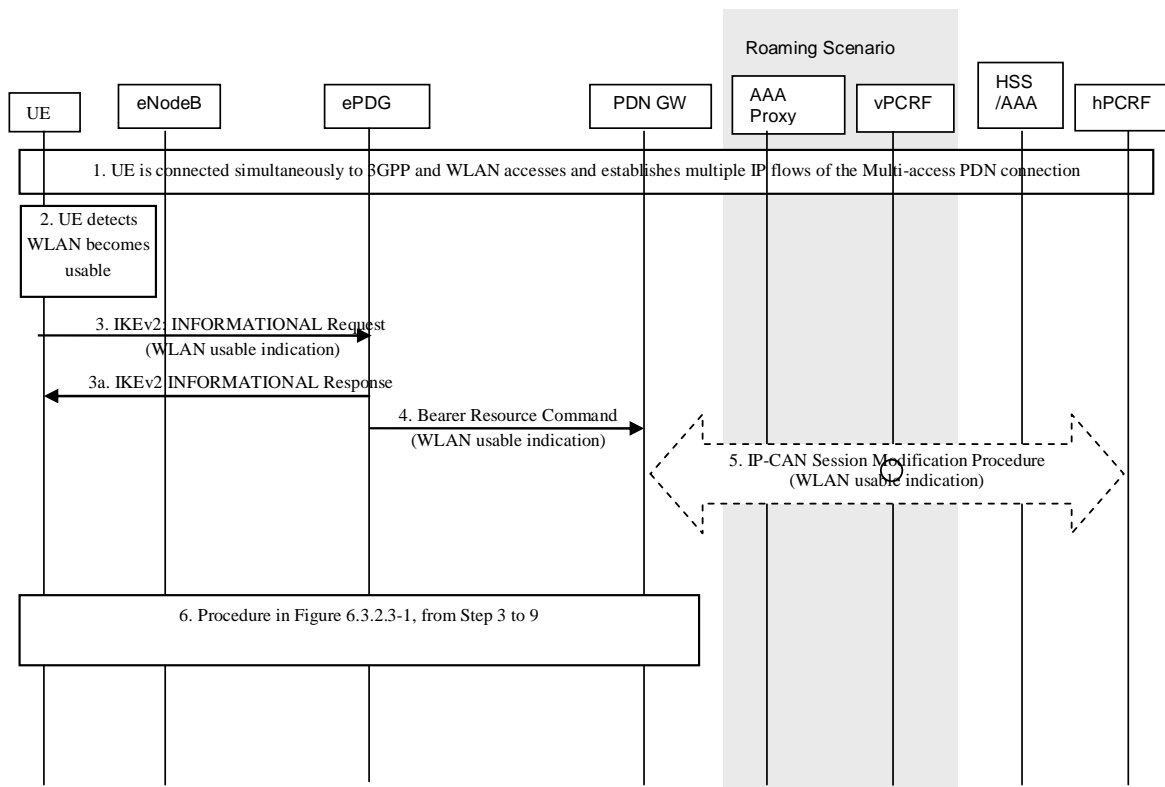 Roaming Scenario
UE
eNodeB
ePDG
PDN GW
AAA
Proxy
vPCRF
HSS
/AAA
hPCRF
1. UE is connected simultaneously to 3GPP and WLAN accesses and establishes multiple IP flows of the Multi-access PDN connection
2. UE detects
WLAN becomes
usable
3. IKEv2: INFORMATIONAL Request
(WLAN usable indication)
3a. IKEv2 INFORMATIONAL Response
4. Bearer Resource Command
(WLAN usable indication)
5. IP-CAN Session Modification Procedure
(WLAN usable indication)
6. Procedure in Figure 6.3.2.3-1, from Step 3 to 9